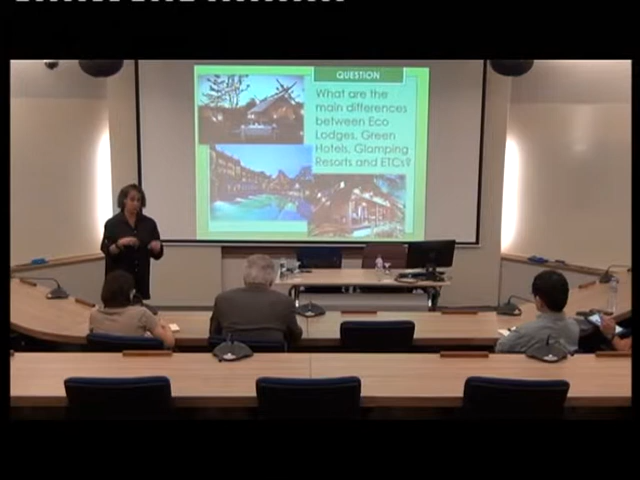 QUESTION
What are the
main differences
between Eco
Lodges, Green
Hotels, Glamping
Resorts and ETCs?